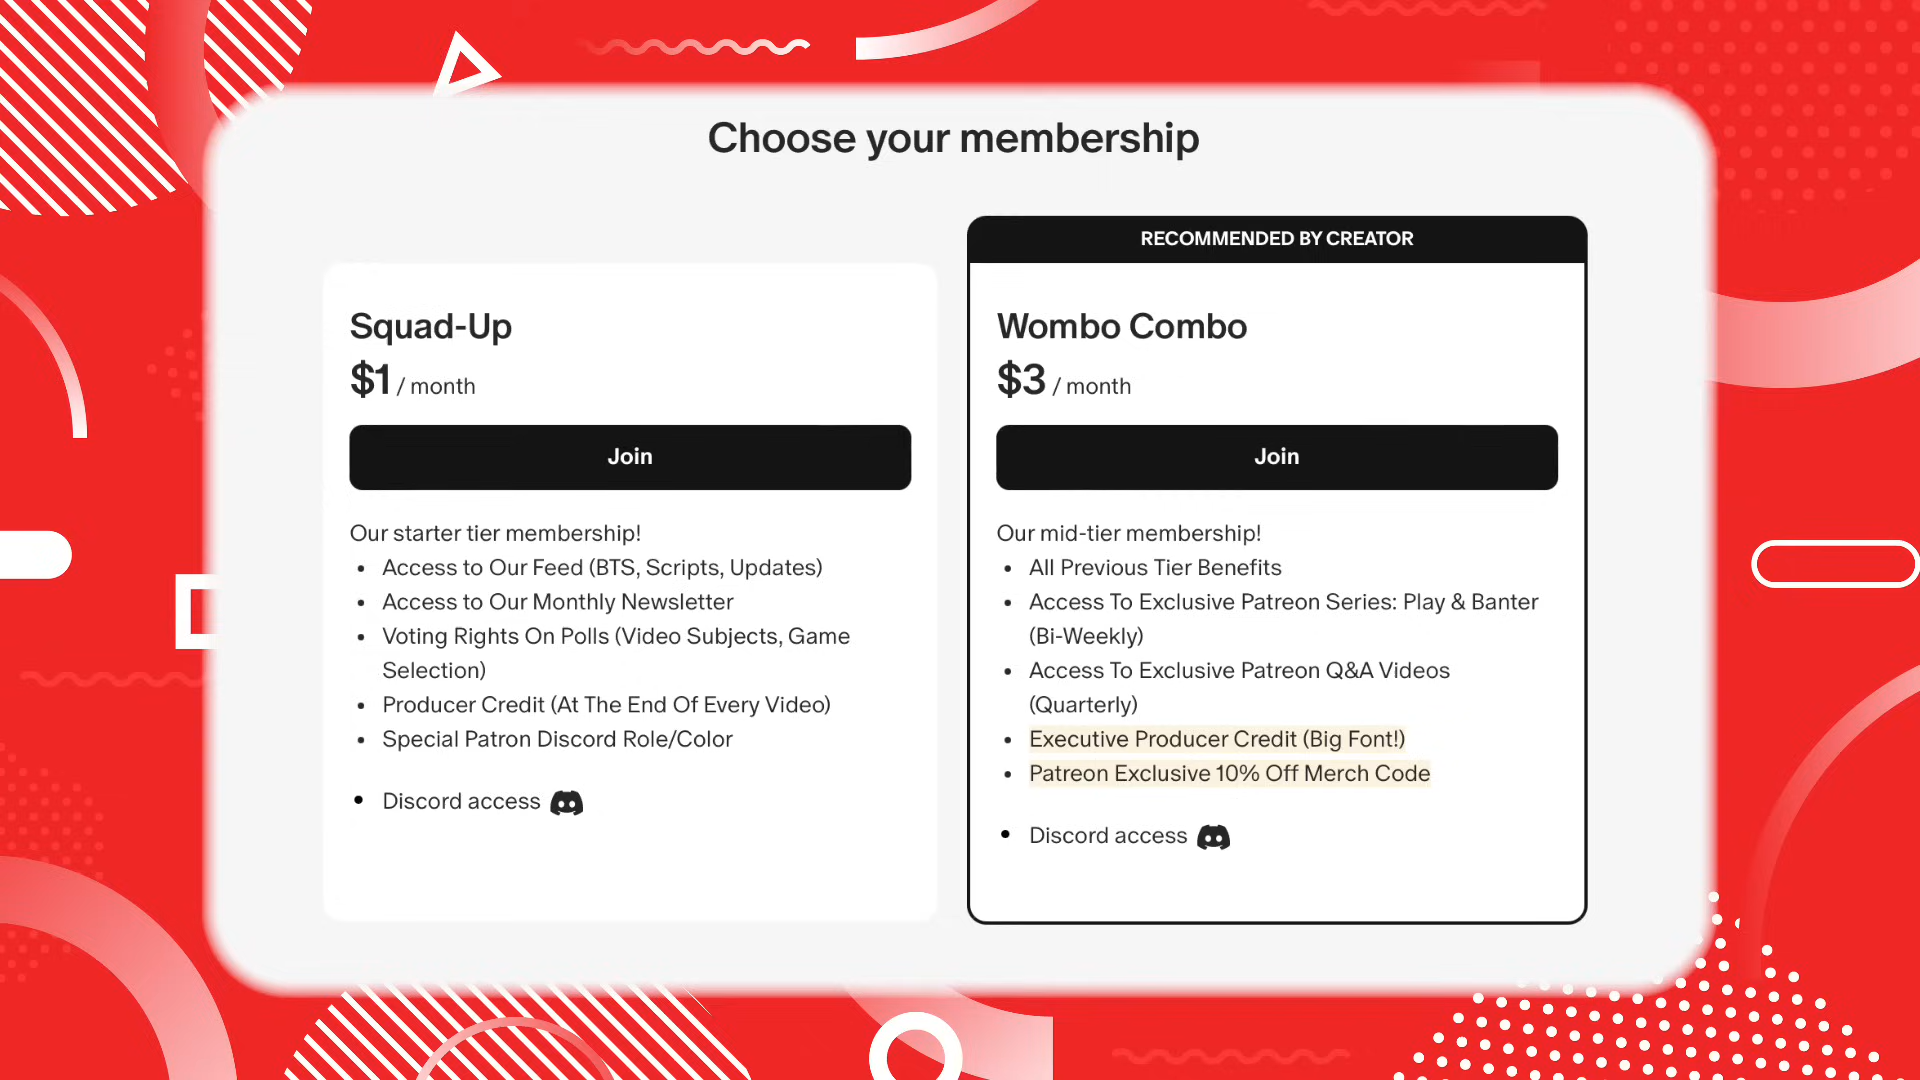 Choose your membership
Squad-Up
$1 / month
Join
Our starter tier membership!
• Access to Our Feed (BTS, Scripts, Updates)
• Access to Our Monthly Newsletter
• Voting Rights On Polls (Video Subjects, Game
Selection)
• Producer Credit (At The End Of Every Video)
• Special Patron Discord Role/Color
• Discord access
RECOMMENDED BY CREATOR
Wombo Combo
$3 / month
Join
Our mid-tier membership!
• All Previous Tier Benefits
• Access To Exclusive Patreon Series: Play & Banter
(Bi-Weekly)
• Access To Exclusive Patreon Q&A Videos
(Quarterly)
• Executive Producer Credit (Big Font!)
• Patreon Exclusive 10% Off Merch Code
• Discord access